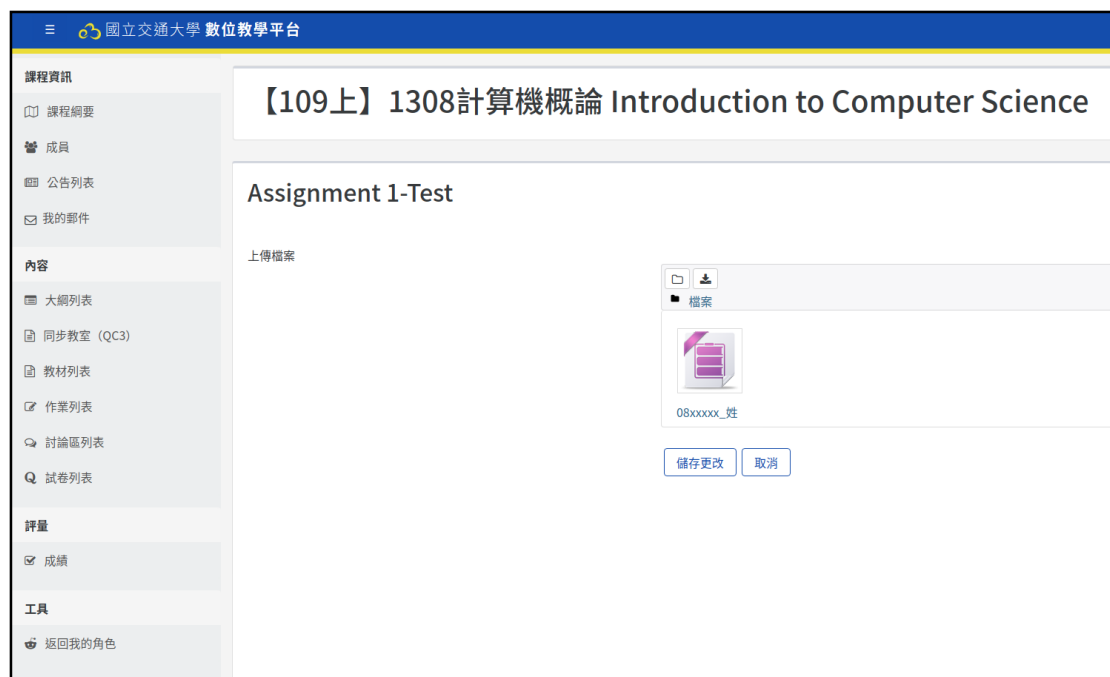 國立交通大學 數位教學平台
課程資訊
課程綱要
成員
公告列表
我的郵件
內容
大綱列表
同步教室（QC3）
教材列表
作業列表
討論區列表
試卷列表
評量
成績
工具
返回我的角色
【109上】1308計算機概論 Introduction to Computer Science
Assignment 1-Test
上傳檔案
檔案
08xxxxx_姓
儲存更改
取消